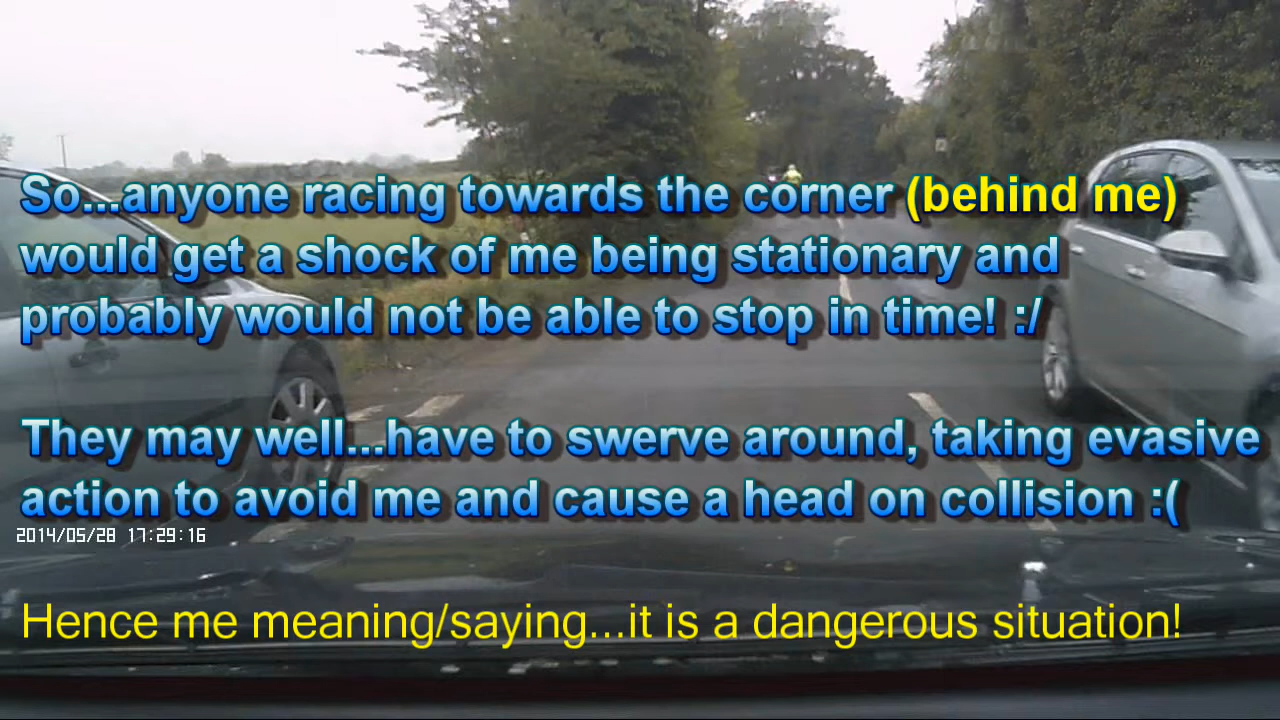 So...anyone racing towards the corner (behind me)
would get a shock of me being stationary and
probably would not be able to stop in time! :/
They may well...have to swerve around, taking evasive
action to avoid me and cause a head on collision :(
2014/05/28 17:29:16
Hence me meaning/saying...it is a dangerous situation!